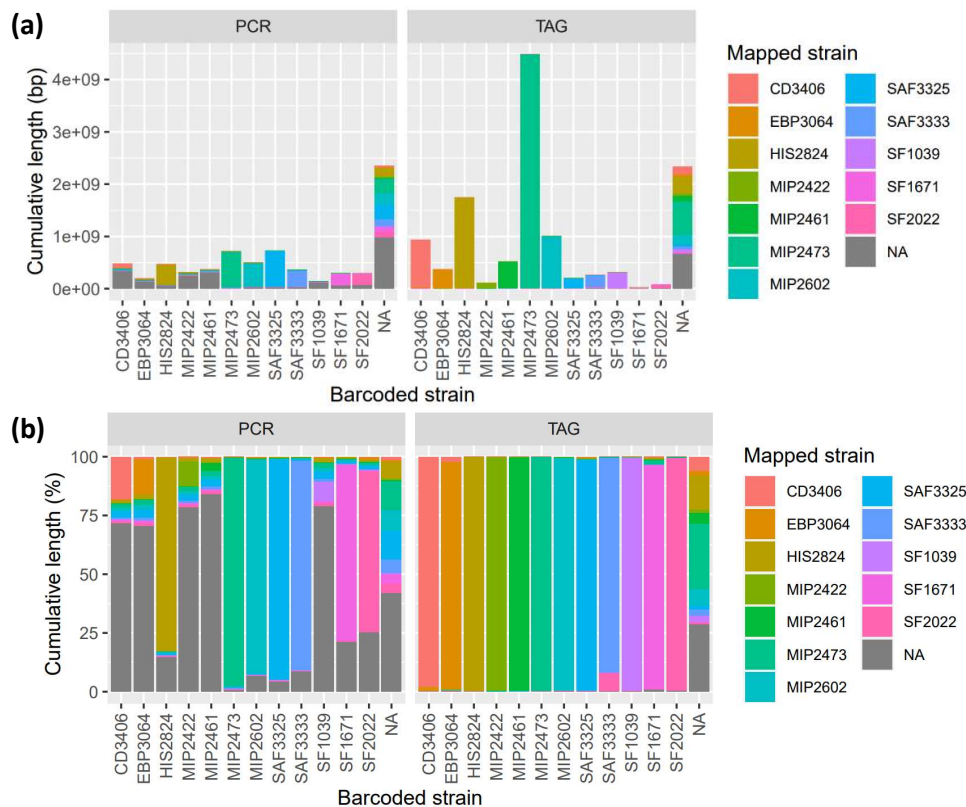 (a)
PCR
TAG
Cumulative length (bp)
4e+09
3e+09
2e+09
1e+09
0e+00
CD3406
EBP3064
HIS2824
MIP2422
MIP2461
MIP2473
MIP2602
SAF3325
SAF3333
SF1039
SF1671
SF2022
NA
CD3406
EBP3064
HIS2824
MIP2422
MIP2461
MIP2473
MIP2602
SAF3325
SAF3333
SF1039
SF1671
SF2022
NA
Barcoded strain
Mapped strain
CD3406
EBP3064
HIS2824
MIP2422
MIP2461
MIP2473
MIP2602
SAF3325
SAF3333
SF1039
SF1671
SF2022
NA
(b)
PCR
TAG
Cumulative length (%)
100
75
50
25
0
CD3406
EBP3064
HIS2824
MIP2422
MIP2461
MIP2473
MIP2602
SAF3325
SAF3333
SF1039
SF1671
SF2022
NA
CD3406
EBP3064
HIS2824
MIP2422
MIP2461
MIP2473
MIP2602
SAF3325
SAF3333
SF1039
SF1671
SF2022
NA
Barcoded strain
Mapped strain
CD3406
EBP3064
HIS2824
MIP2422
MIP2461
MIP2473
MIP2602
SAF3325
SAF3333
SF1039
SF1671
SF2022
NA